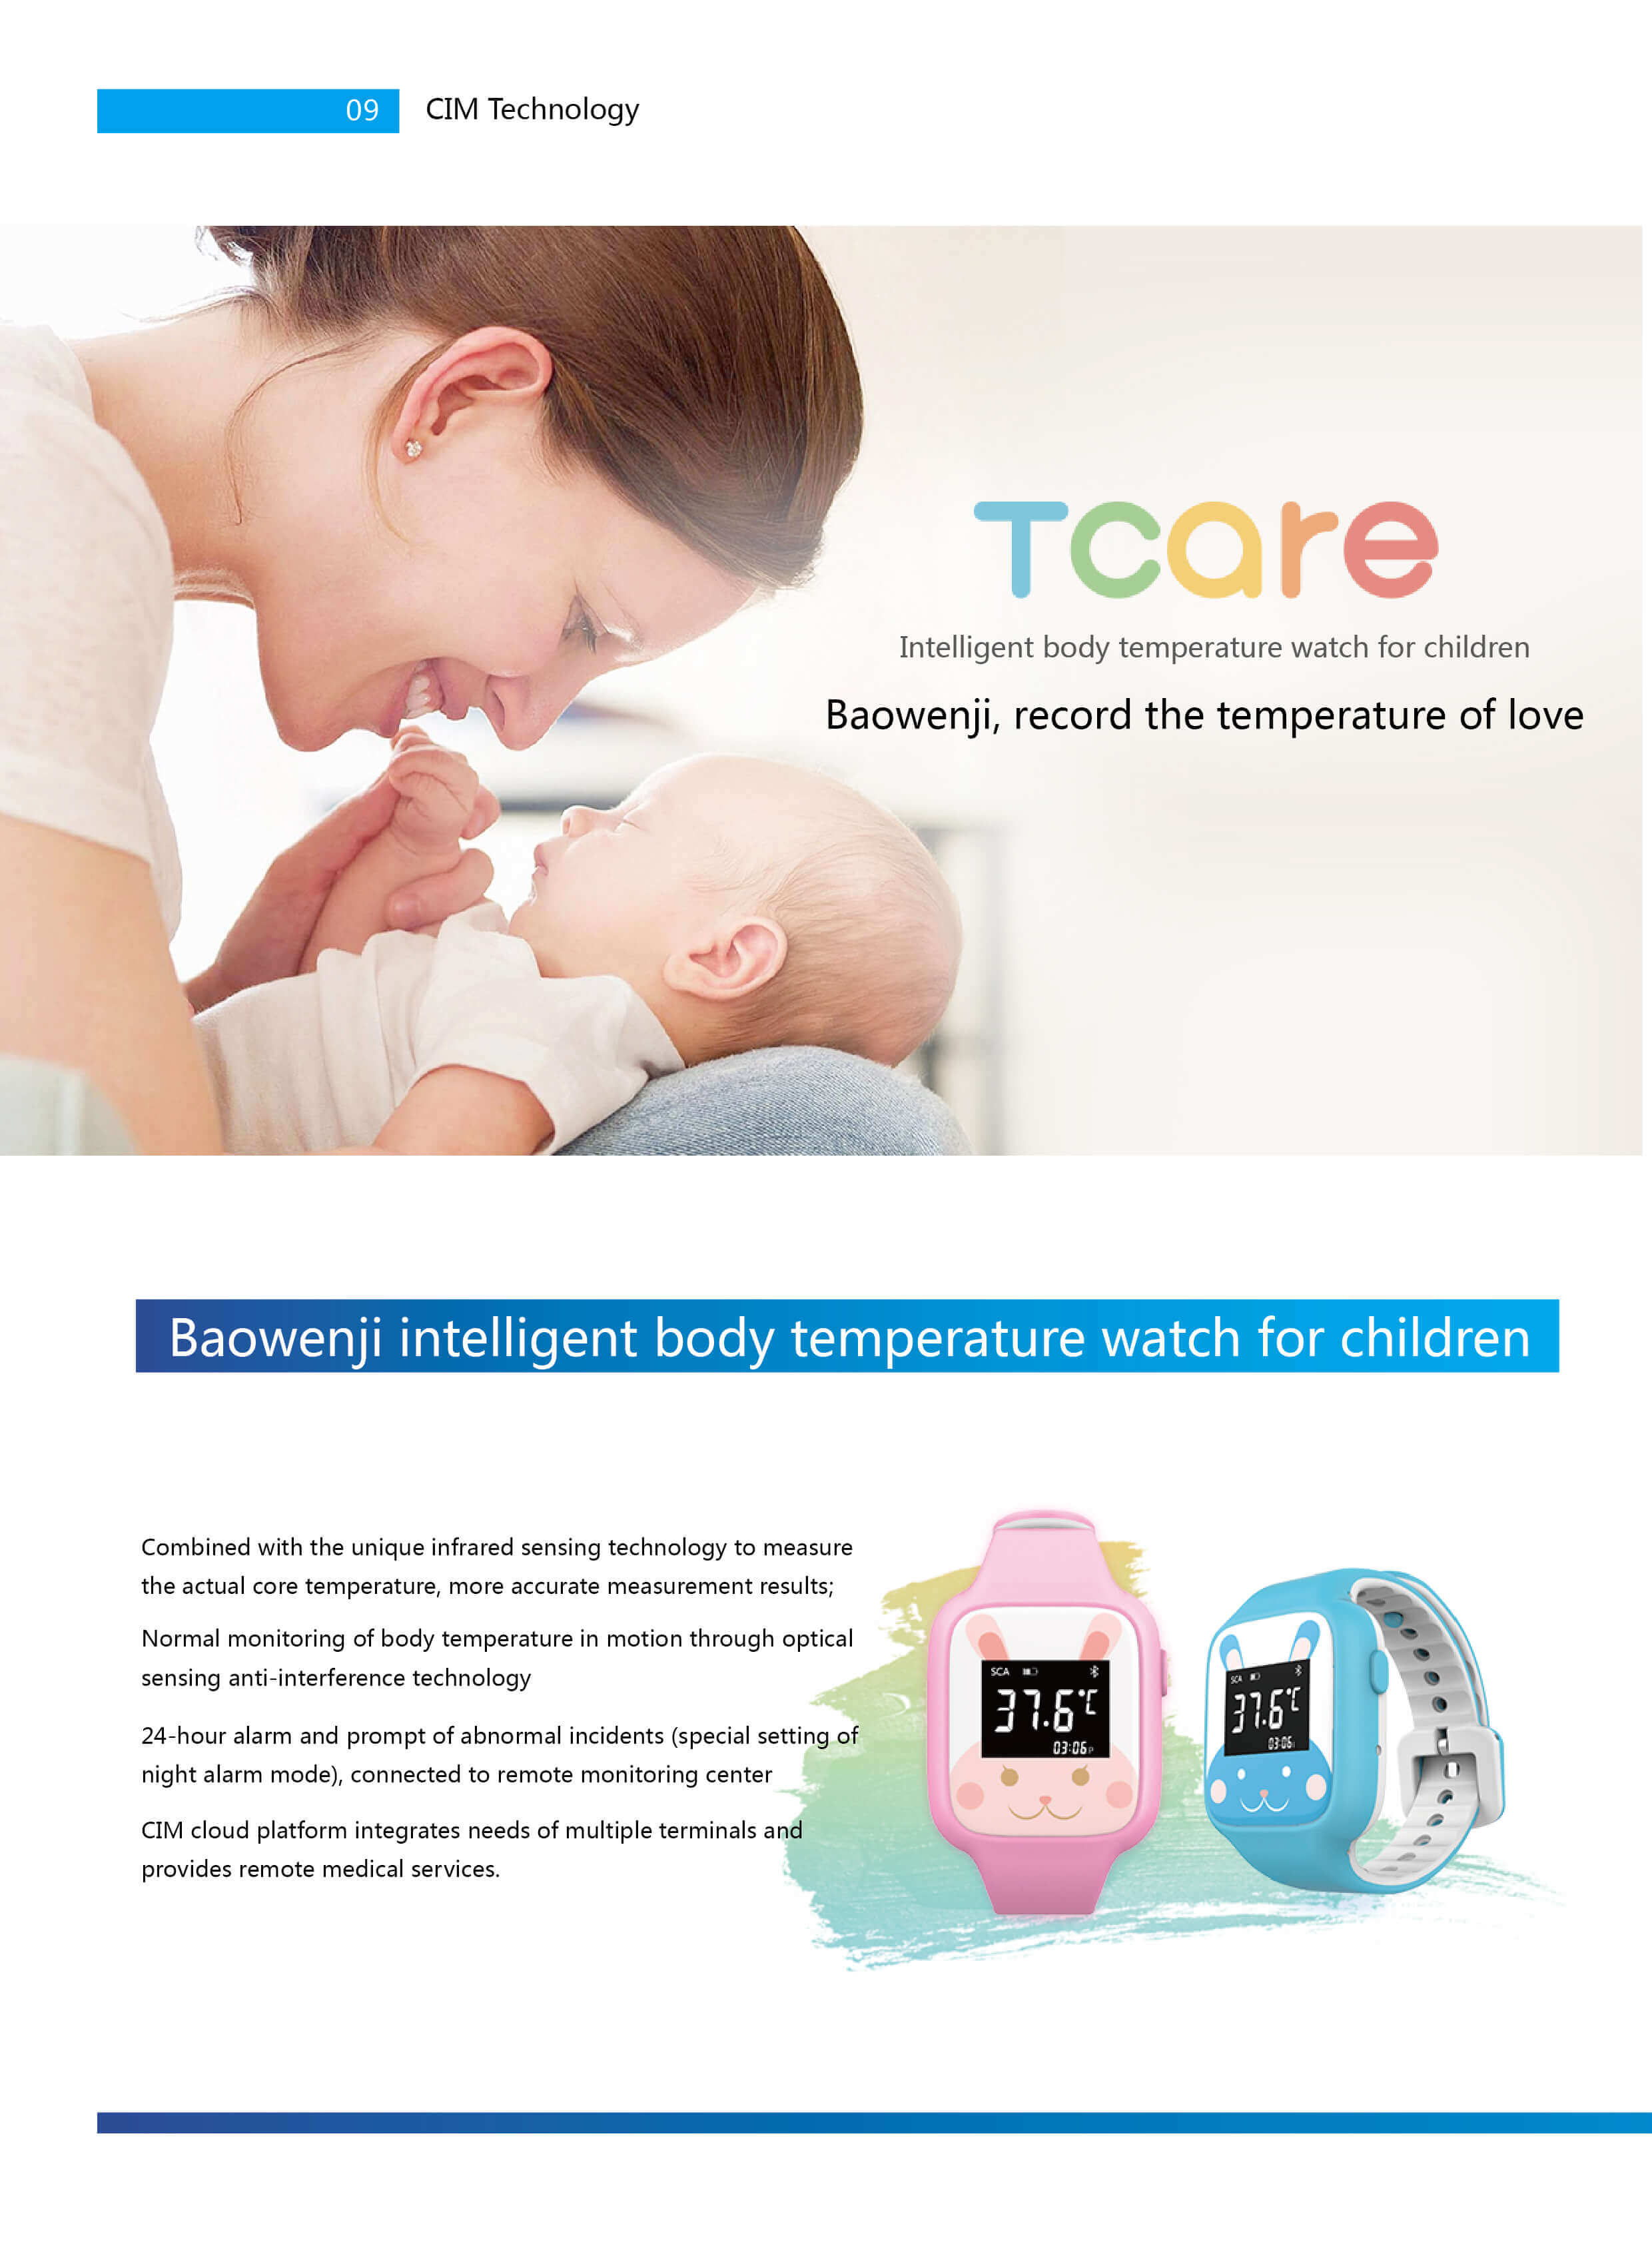 09
CIM Technology
Tcare
Intelligent body temperature watch for children
Baowenji, record the temperature of love
Baowenji intelligent body temperature watch for children
Combined with the unique infrared sensing technology to measure
the actual core temperature, more accurate measurement results;
Normal monitoring of body temperature in motion through optical
sensing anti-interference technology
24-hour alarm and prompt of abnormal incidents (special setting of
night alarm mode), connected to remote monitoring center
CIM cloud platform integrates needs of multiple terminals and
provides remote medical services.
SCA
37.6℃
03:06P
SCA
37.6℃
03:06